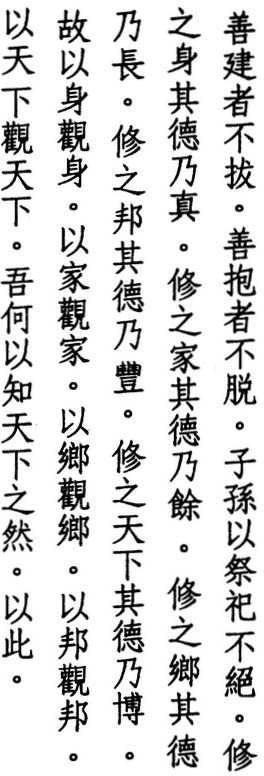 善建者不拔。善抱者不脱。子孫以祭祀不絕。修
之身其德乃真。修之家其德乃餘。修之鄉其德
乃長。修之邦其德乃豐。修之天下其德乃博。
故以身觀身。以家觀家。以鄉觀鄉。以邦觀邦。
以天下觀天下。吾何以知天下之然。以此。